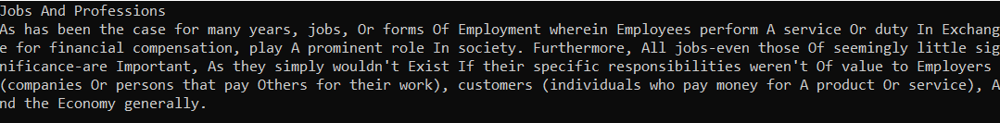 Jobs And Professions
As has been the case for many years, jobs, Or forms Of Employment wherein Employees perform A service Or duty In Exchang
e for financial compensation, play A prominent role In society. Furthermore, All jobs-even those Of seemingly little sig
nificance-are Important, As they simply wouldn't Exist If their specific responsibilities weren't Of value to Employers
(companies Or persons that pay Others for their work), customers (individuals who pay money for A product Or service), A
nd the Economy generally.